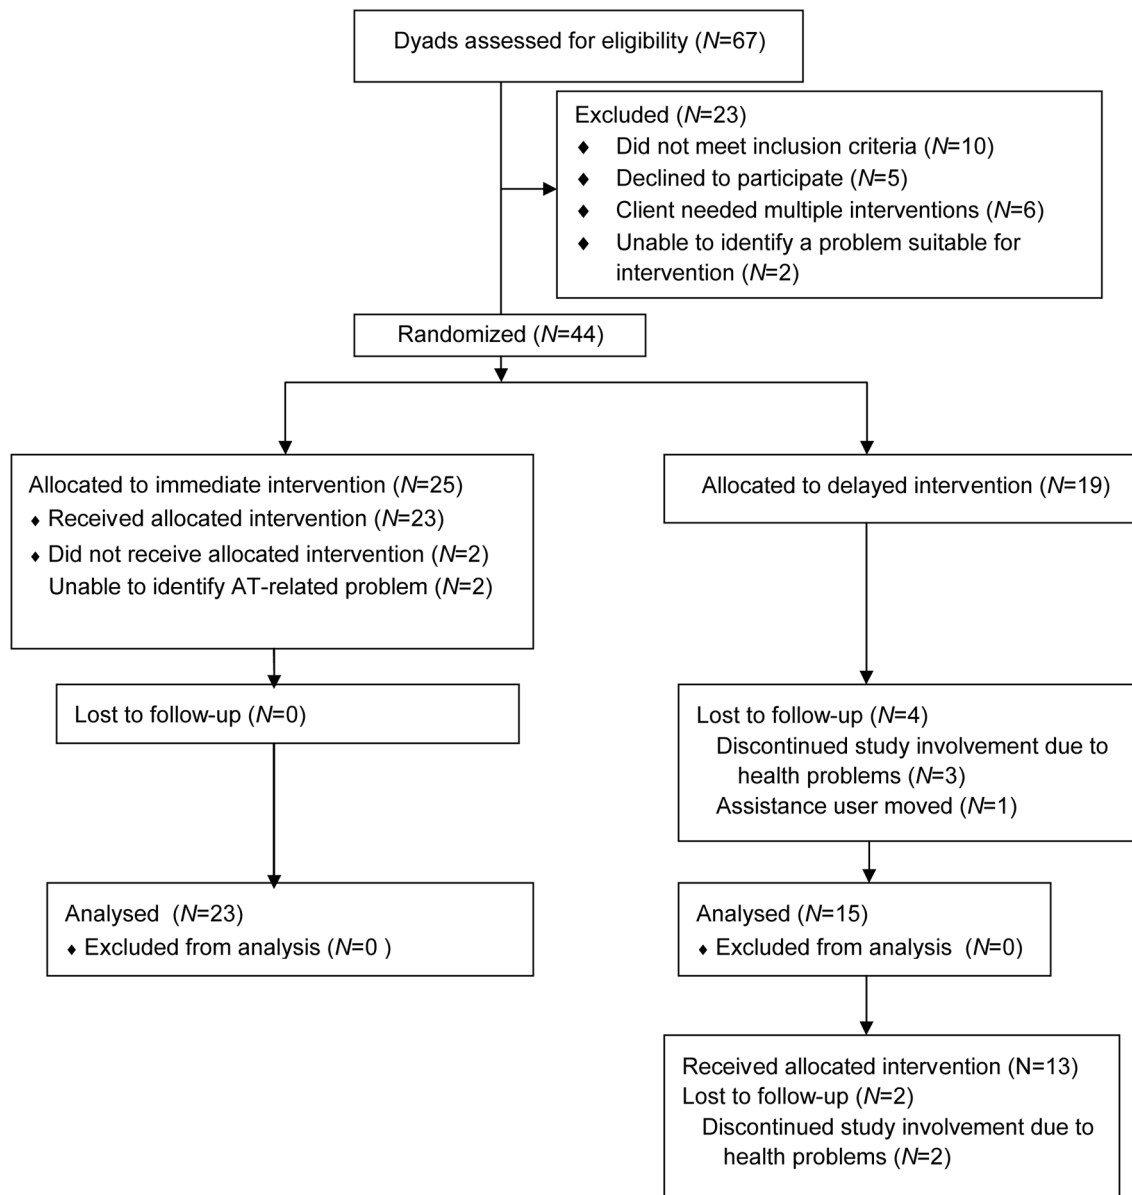 Dyads assessed for eligibility (N=67)
Excluded (N=23)
♦ Did not meet inclusion criteria (N=10)
♦ Declined to participate (N=5)
♦ Client needed multiple interventions (N=6)
♦ Unable to identify a problem suitable for
intervention (N=2)
Randomized (N=44)
Allocated to immediate intervention (N=25)
♦ Received allocated intervention (N=23)
♦ Did not receive allocated intervention (N=2)
Unable to identify AT-related problem (N=2)
Allocated to delayed intervention (N=19)
Lost to follow-up (N=0)
Lost to follow-up (N=4)
Discontinued study involvement due to
health problems (N=3)
Assistance user moved (N=1)
Analysed (N=23)
♦ Excluded from analysis (N=0 )
Analysed (N=15)
♦ Excluded from analysis (N=0)
Received allocated intervention (N=13)
Lost to follow-up (N=2)
Discontinued study involvement due to
health problems (N=2)